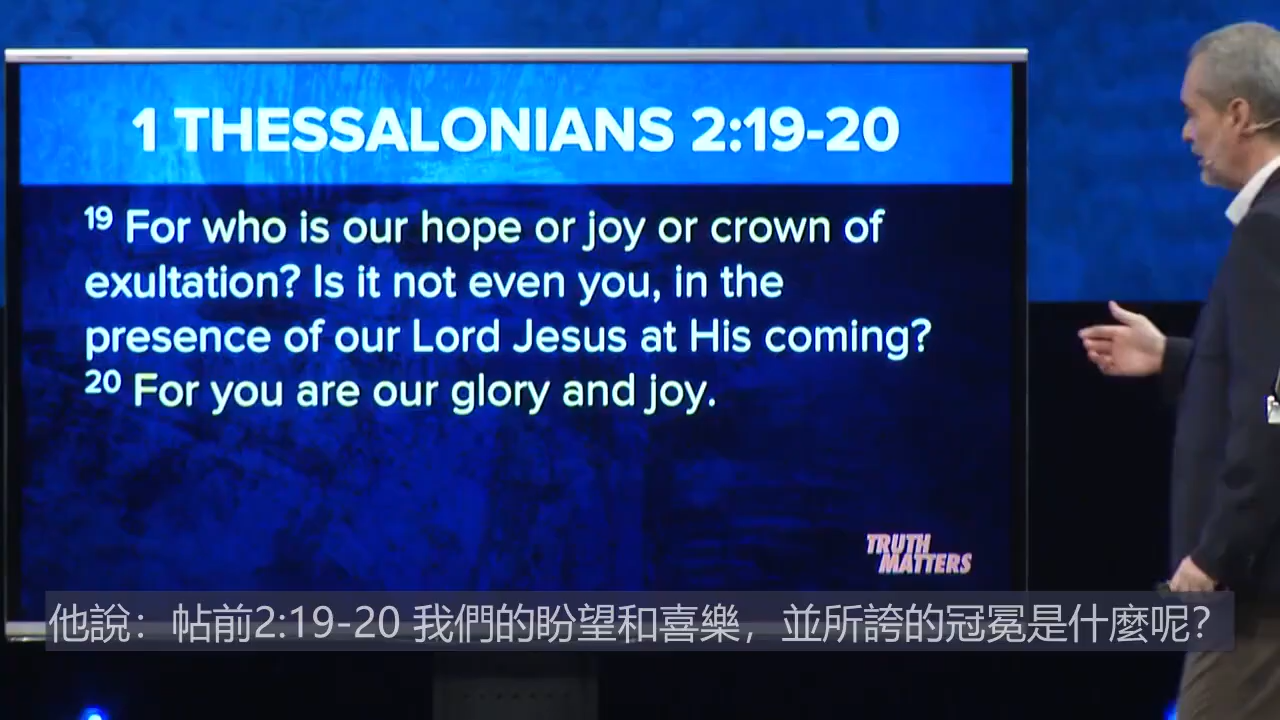 1 THESSALONIANS 2:19-20
19 For who is our hope or joy or crown of
exultation? Is it not even you, in the
presence of our Lord Jesus at His coming?
20 For you are our glory and joy.
TRUTH
MATTERS
他說：帖前2:19-20 我們的盼望和喜樂，並所誇的冠冕是什麼呢？